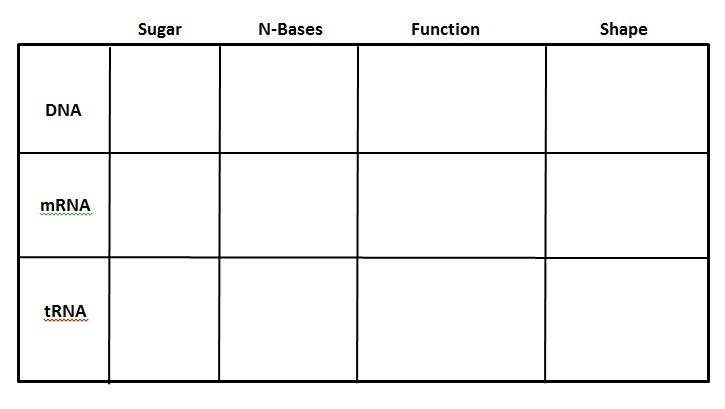 Sugar N-Bases Function Shape
DNA
mRNA
tRNA